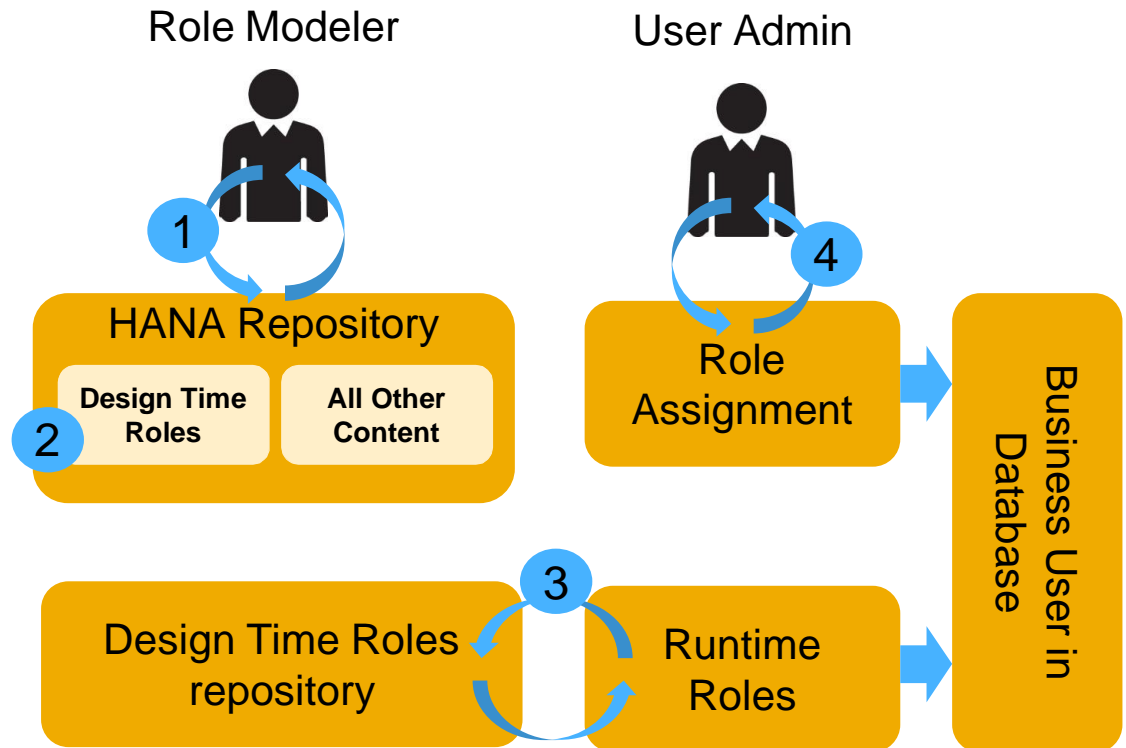 Role Modeler
User Admin
1
4
HANA Repository
Design Time
Roles
All Other
Content
2
Role
Assignment
Business User in
Database
3
Design Time Roles
repository
Runtime
Roles